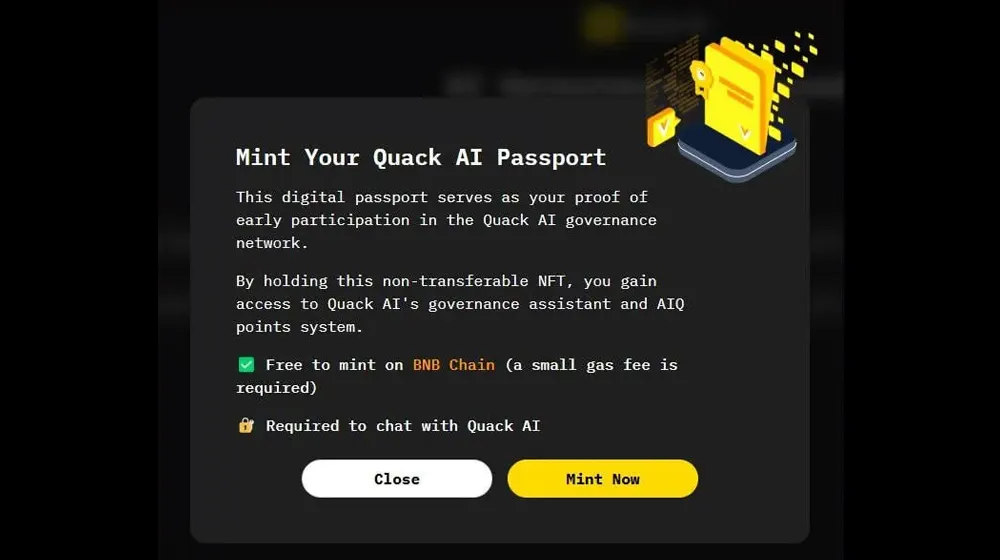 Mint Your Quack AI Passport
This digital passport serves as your proof of
early participation in the Quack AI governance
network.
By holding this non-transferable NFT, you gain
access to Quack AI's governance assistant and AIQ
points system.
✅ Free to mint on BNB Chain (a small gas fee is
required)
🔐 Required to chat with Quack AI
Close
Mint Now